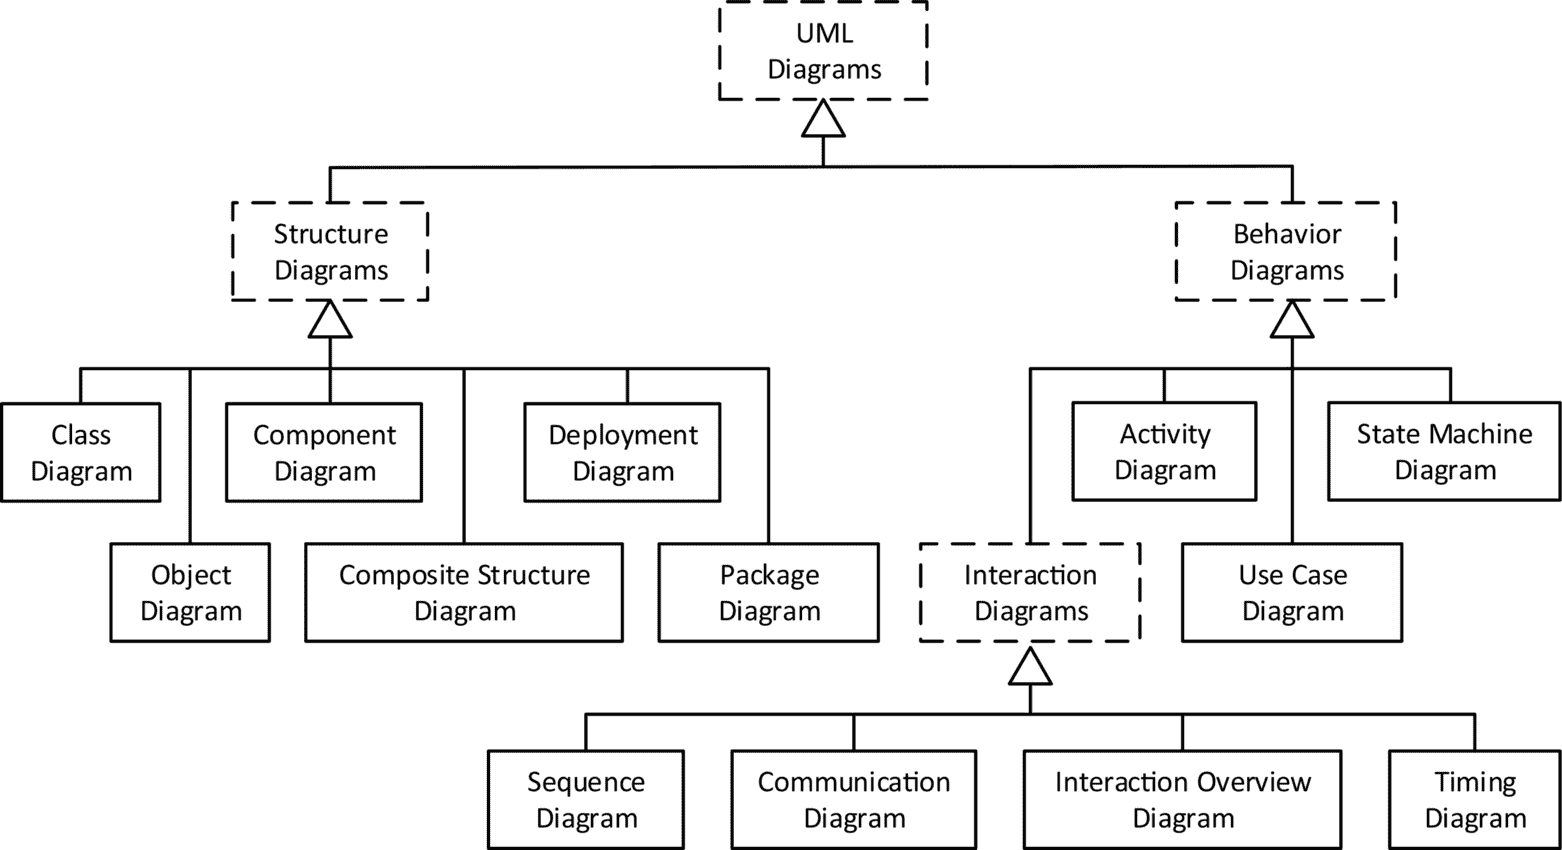 UML
Diagrams
Structure
Diagrams
Behavior
Diagrams
Class
Diagram
Component
Diagram
Deployment
Diagram
Activity
Diagram
State Machine
Diagram
Object
Diagram
Composite Structure
Diagram
Package
Diagram
Interaction
Diagrams
Use Case
Diagram
Sequence
Diagram
Communication
Diagram
Interaction Overview
Diagram
Timing
Diagram